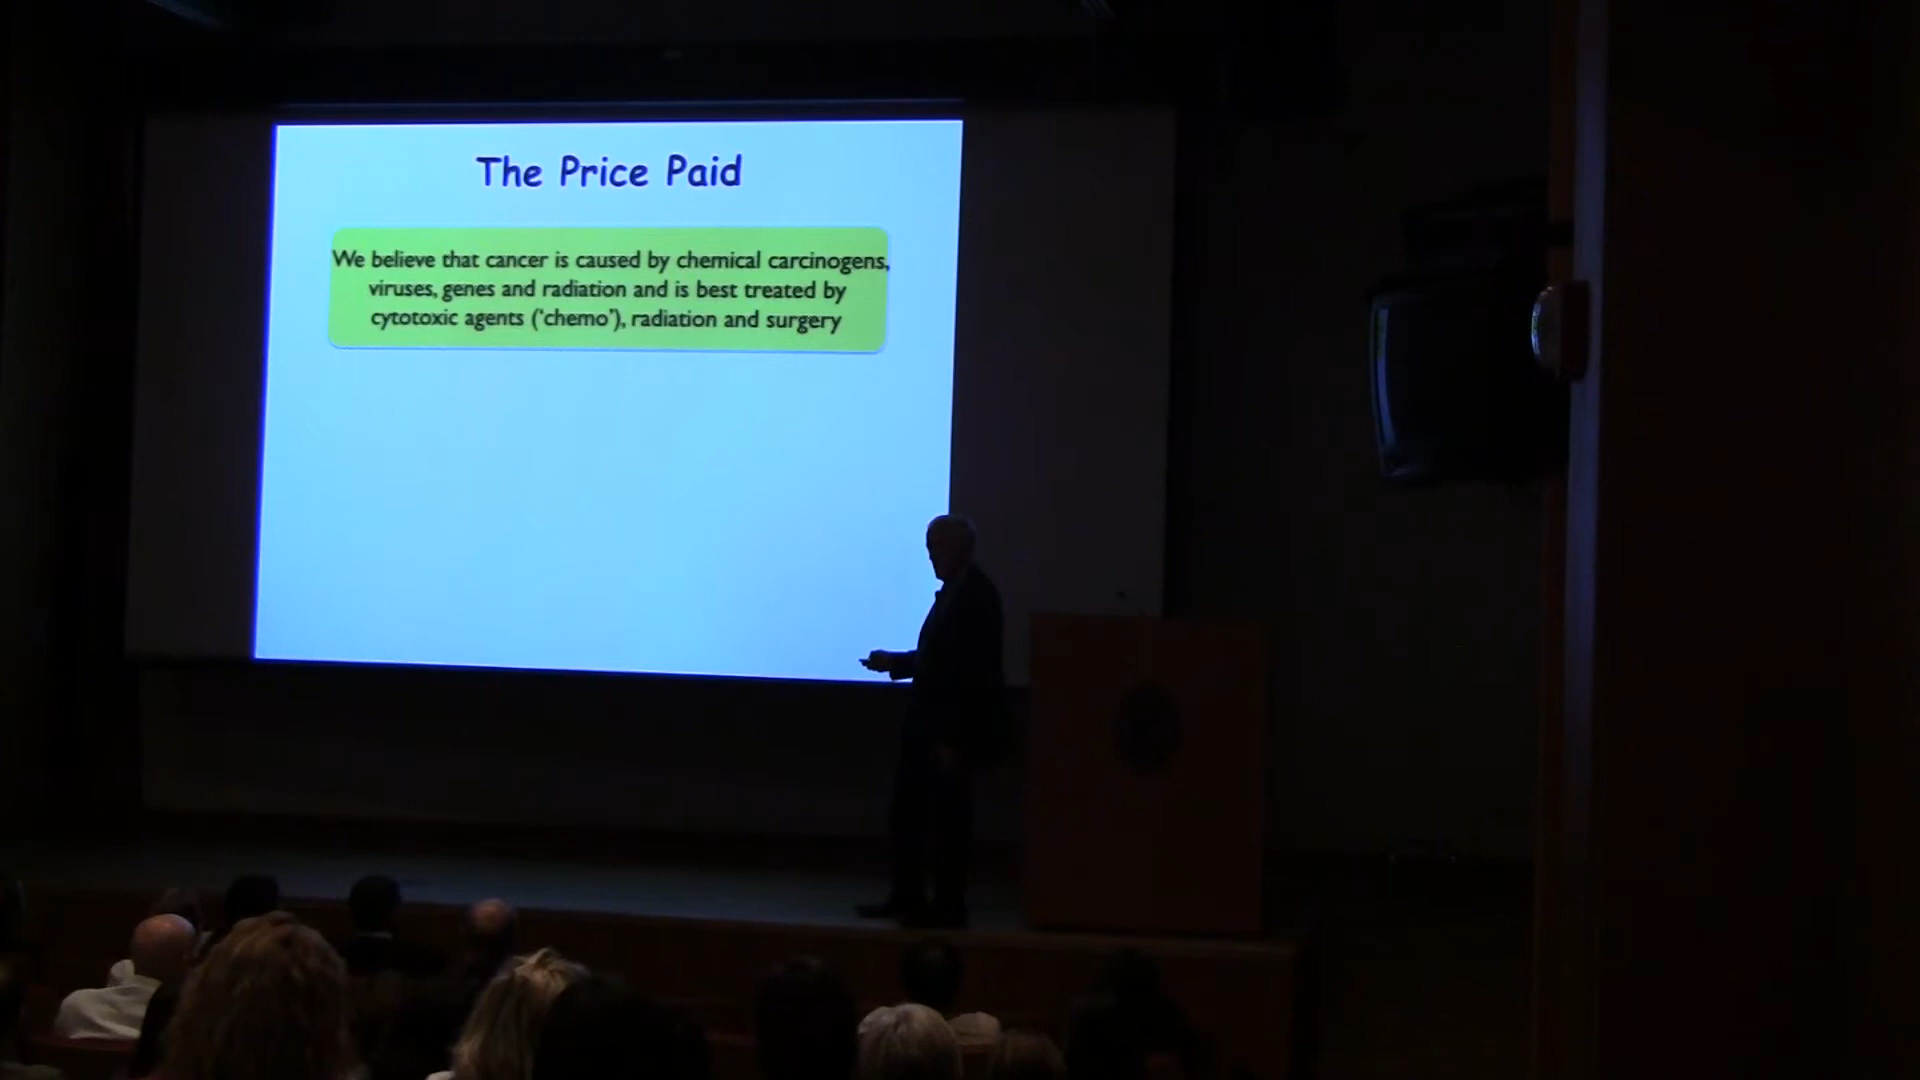 The Price Paid
We believe that cancer is caused by chemical carcinogens,
viruses, genes and radiation and is best treated by
cytotoxic agents (‘chemo’), radiation and surgery